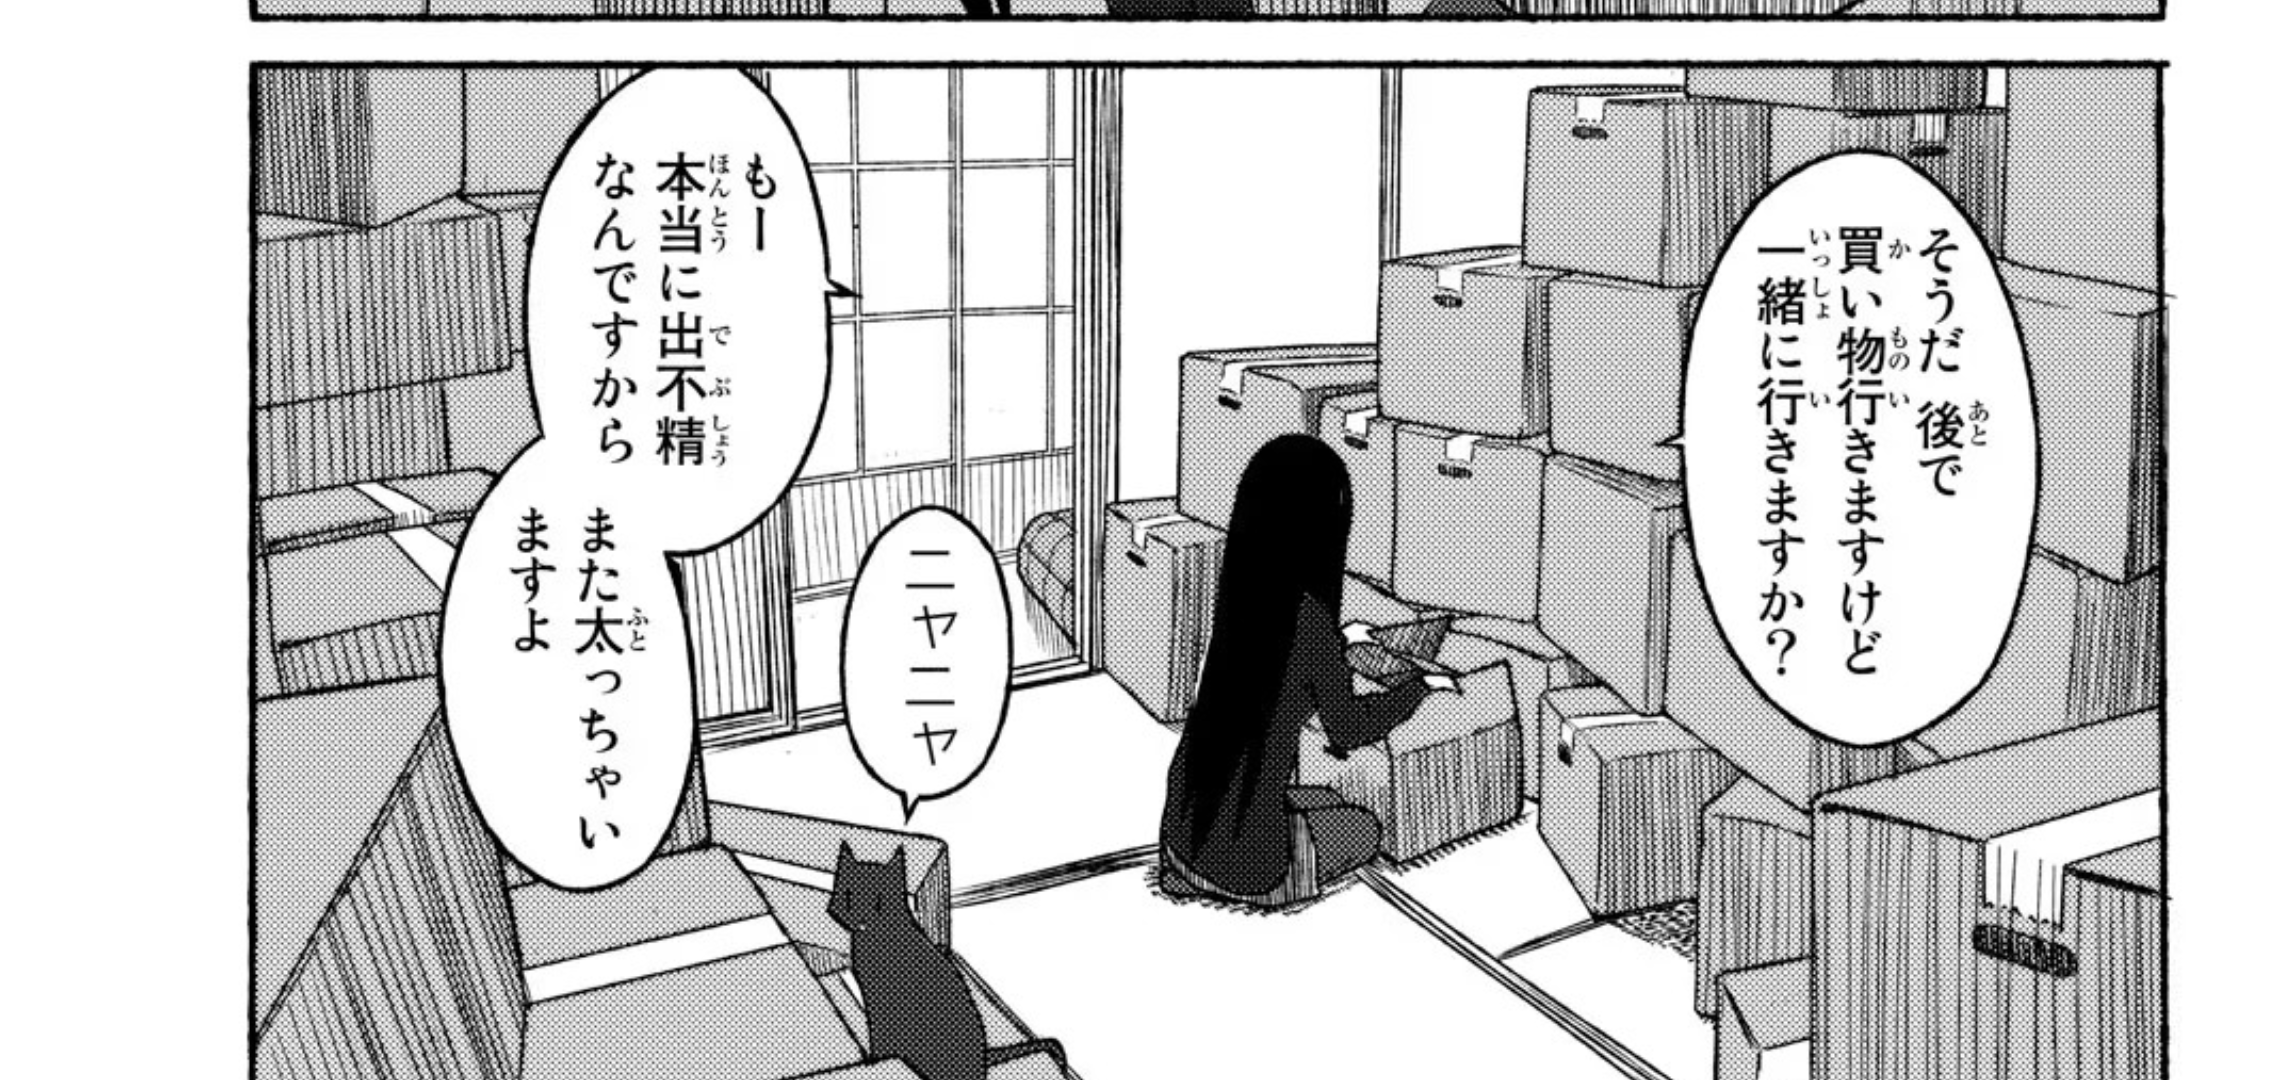 そうだ 後で
買い物行きますけど
一緒に行きますか？
ニャニャ
もー
本当に出不精
なんですから
また太っちゃい
ますよ